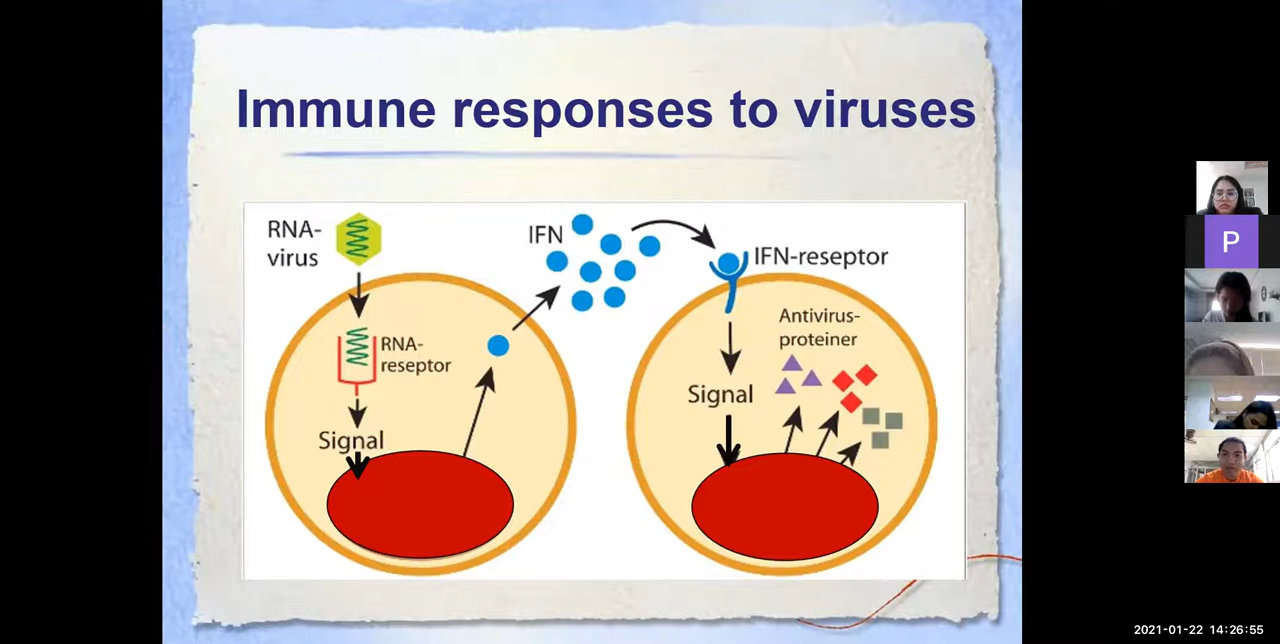 Immune responses to viruses
RNA-
virus
IFN
IFN-reseptor
RNA-
reseptor
Antivirus-
proteiner
Signal
Signal
P
2021-01-22 14:26:55